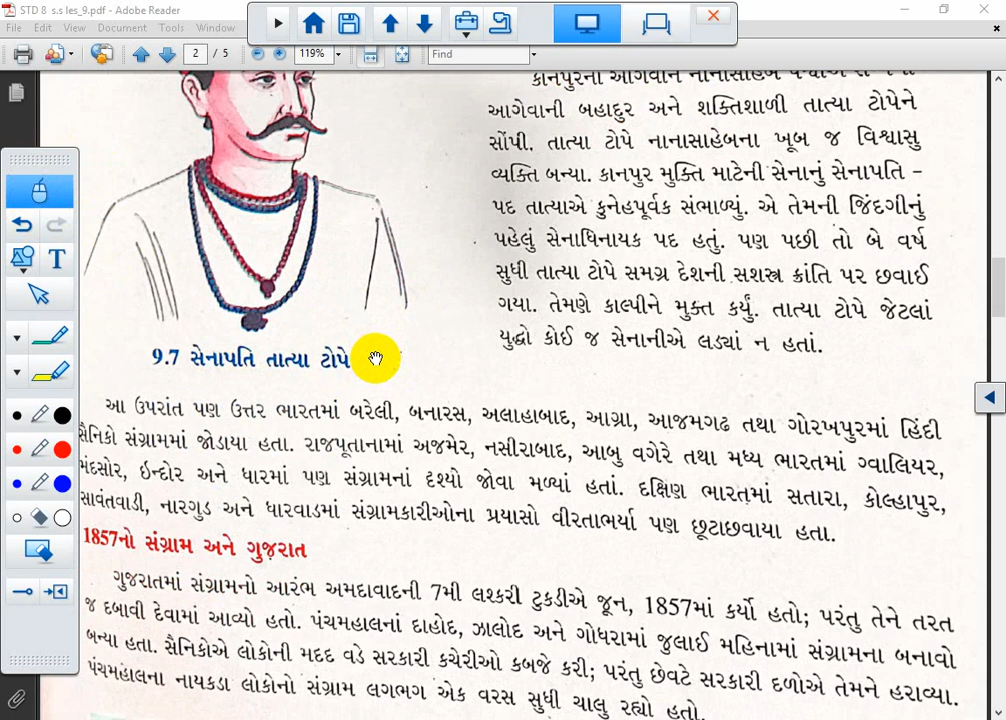 STD 8 s.s les_9.pdf - Adobe Reader
File Edit View Document Tools Window
2 / 5 119% Find
કાનપુરના આગેવાન નાનાસાહેબ
આગેવાની બહાદુર અને શક્તિશાળી તાત્યા ટોપેને
સોંપી. તાત્યા ટોપે નાનાસાહેબના ખૂબ જ વિશ્વાસુ
વ્યક્તિ બન્યા. કાનપુર મુક્તિ માટેની સેનાનું સેનાપતિ –
પદ તાત્યાએ કુનેહપૂર્વક સંભાળ્યું. એ તેમની જિંદગીનું
પહેલું સેનાધિનાયક પદ હતું. પણ પછી તો બે વર્ષ
સુધી તાત્યા ટોપે સમગ્ર દેશની સશસ્ત્ર ક્રાંતિ પર છવાઈ
ગયા. તેમણે કાલ્પીને મુક્ત કર્યું. તાત્યા ટોપે જેટલાં
યુદ્ધો કોઈ જ સેનાનીએ લડ્યાં ન હતાં.
9.7 સેનાપતિ તાત્યા ટોપે
આ ઉપરાંત પણ ઉત્તર ભારતમાં બરેલી, બનારસ, અલાહાબાદ, આગ્રા, આજમગઢ તથા ગોરખપુરમાં હિંદી
સૈનિકો સંગ્રામમાં જોડાયા હતા. રાજપૂતાનામાં અજમેર, નસીરાબાદ, આબુ વગેરે તથા મધ્ય ભારતમાં ગ્વાલિયર,
મંદસોર, ઇન્દોર અને ધારમાં પણ સંગ્રામનાં દૃશ્યો જોવા મળ્યાં હતાં. દક્ષિણ ભારતમાં સતારા, કોલ્હાપુર,
સાવંતવાડી, નારગુડ અને ધારવાડમાં સંગ્રામકારીઓના પ્રયાસો વીરતાભર્યા પણ છૂટાછવાયા હતા.
1857નો સંગ્રામ અને ગુજરાત
ગુજરાતમાં સંગ્રામનો આરંભ અમદાવાદની 7મી લશ્કરી ટુકડીએ જૂન, 1857માં કર્યો હતો; પરંતુ તેને તરત
જ દબાવી દેવામાં આવ્યો હતો. પંચમહાલનાં દાહોદ, ઝાલોદ અને ગોધરામાં જુલાઈ મહિનામાં સંગ્રામના બનાવો
બન્યા હતા. સૈનિકોએ લોકોની મદદ વડે સરકારી કચેરીઓ કબજે કરી; પરંતુ છેવટે સરકારી દળોએ તેમને હરાવ્યા.
પંચમહાલના નાયકડા લોકોનો સંગ્રામ લગભગ એક વરસ સુધી ચાલુ રહ્યો હતો.